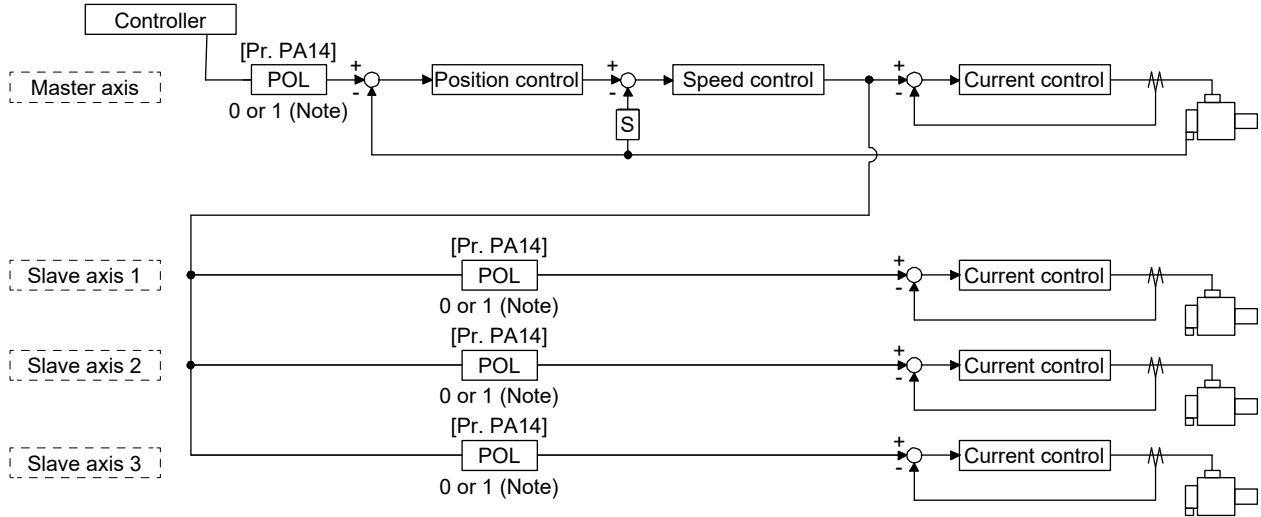 Controller
[Pr. PA14]
Master axis
POL
+
-
Position control
+
-
Speed control
+
-
Current control
0 or 1 (Note)
S
[Pr. PA14]
Slave axis 1
POL
+
-
Current control
0 or 1 (Note)
[Pr. PA14]
Slave axis 2
POL
+
-
Current control
0 or 1 (Note)
[Pr. PA14]
Slave axis 3
POL
+
-
Current control
0 or 1 (Note)